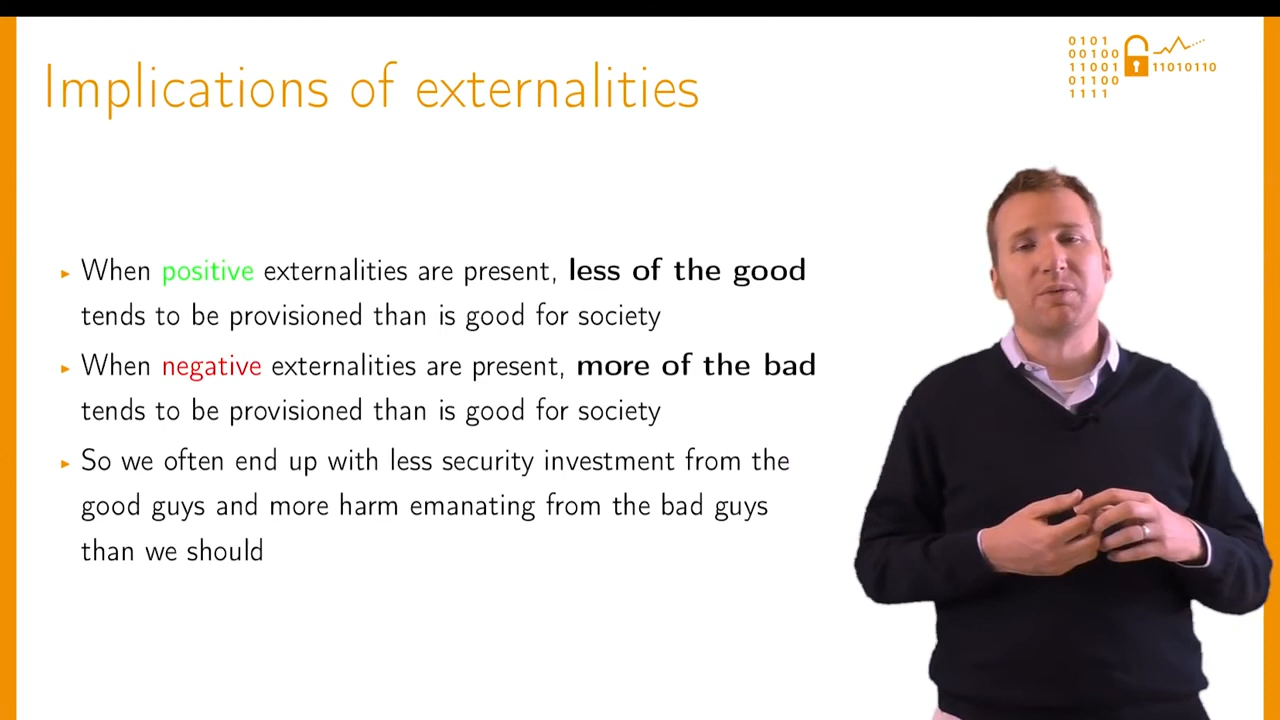 Implications of externalities
0101
00100
11001
01100
1111
11010110
▸ When positive externalities are present, less of the good
tends to be provisioned than is good for society
▸ When negative externalities are present, more of the bad
tends to be provisioned than is good for society
▸ So we often end up with less security investment from the
good guys and more harm emanating from the bad guys
than we should